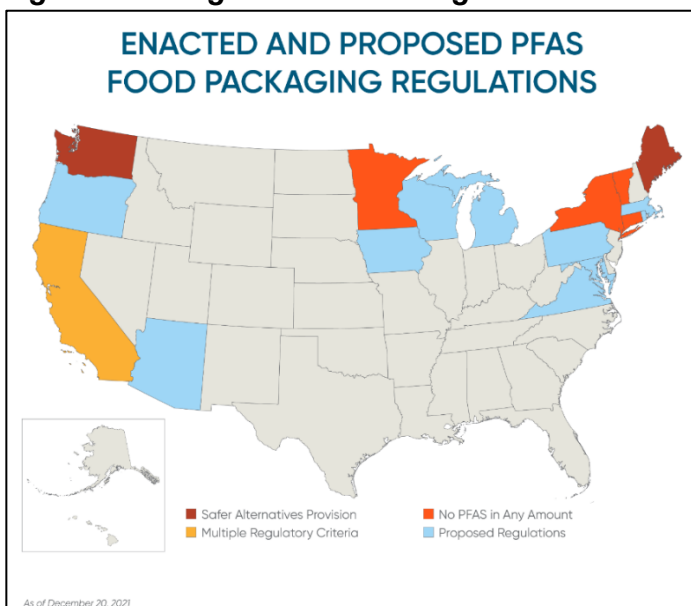 ENACTED AND PROPOSED PFAS
FOOD PACKAGING REGULATIONS
Safer Alternatives Provision
No PFAS in Any Amount
Multiple Regulatory Criteria
Proposed Regulations
As of December 20, 2021